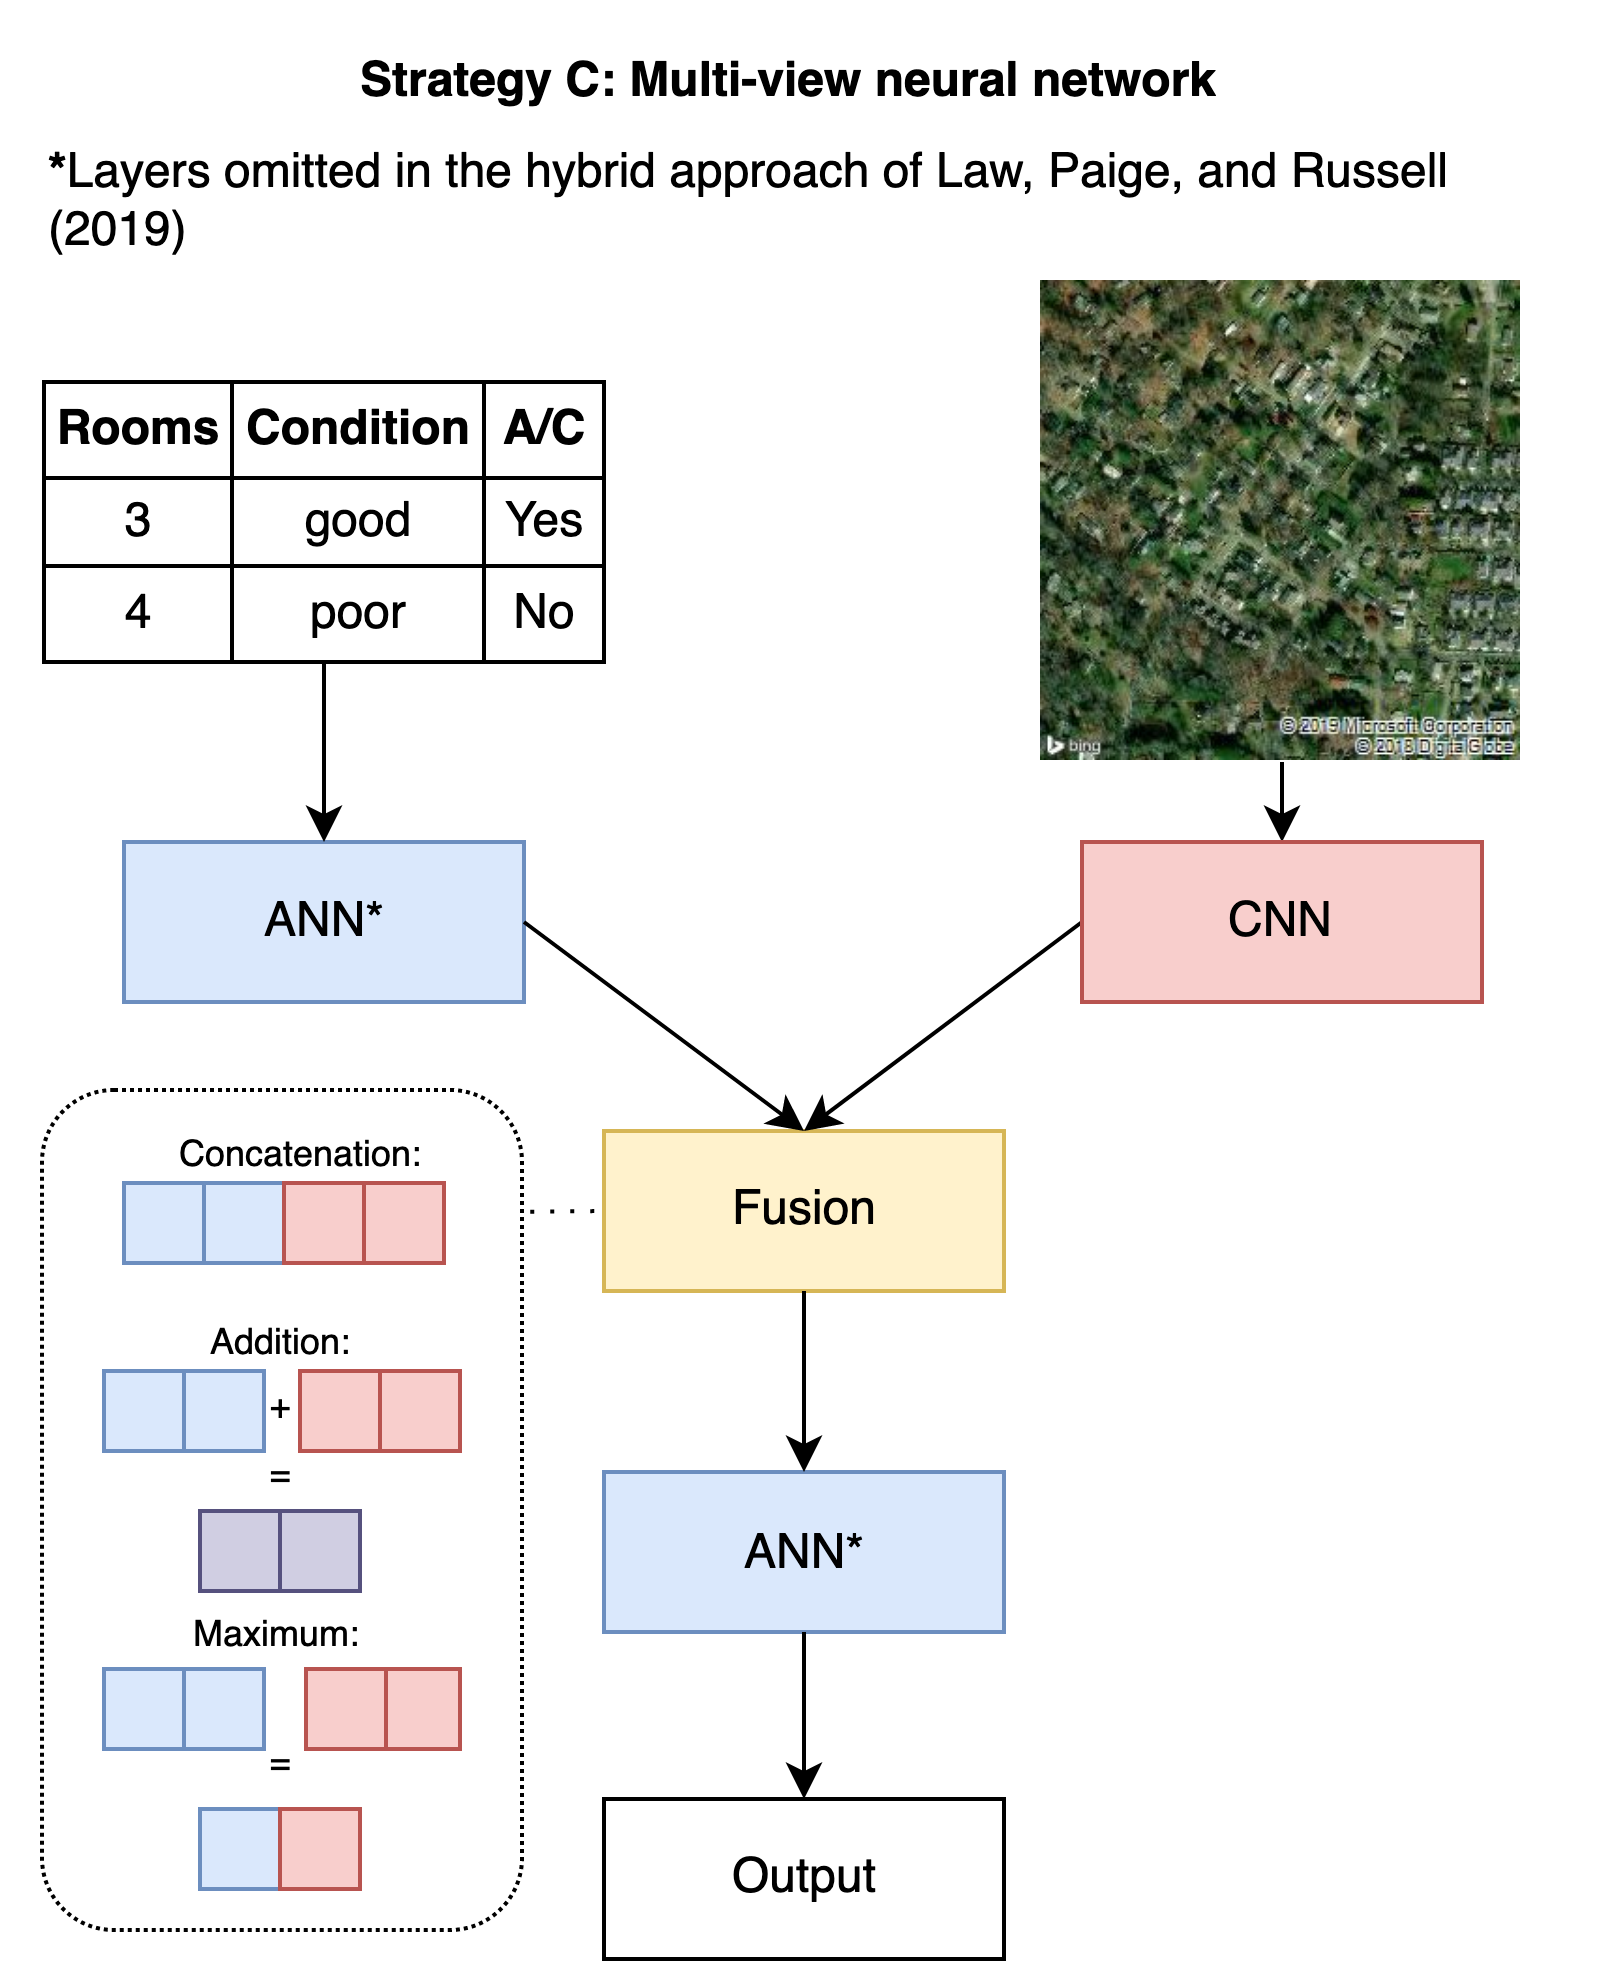 Strategy C: Multi-view neural network
*Layers omitted in the hybrid approach of Law, Paige, and Russell
(2019)
Rooms Condition A/C
3 good Yes
4 poor No
© 2019 Microsoft Corporation
© 2018 Digital Globe
bing
ANN*
CNN
Concatenation:
Fusion
Addition:
+
=
ANN*
Maximum:
=
Output